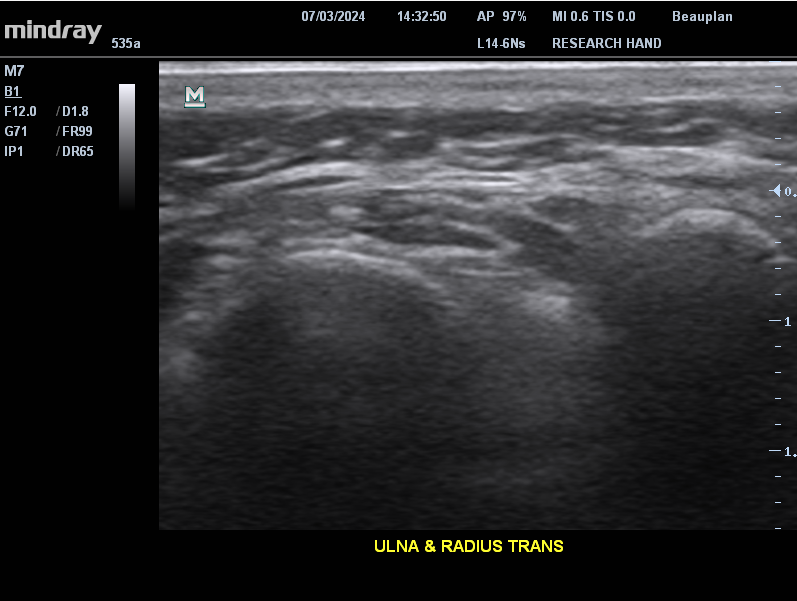 mindray
535a
07/03/2024 14:32:50 AP 97% MI 0.6 TIS 0.0 Beauplan
L14-6Ns RESEARCH HAND
M7
B1
F12.0 / D1.8
G71 / FR99
IP1 / DR65
M
0.
1
1.
ULNA & RADIUS TRANS